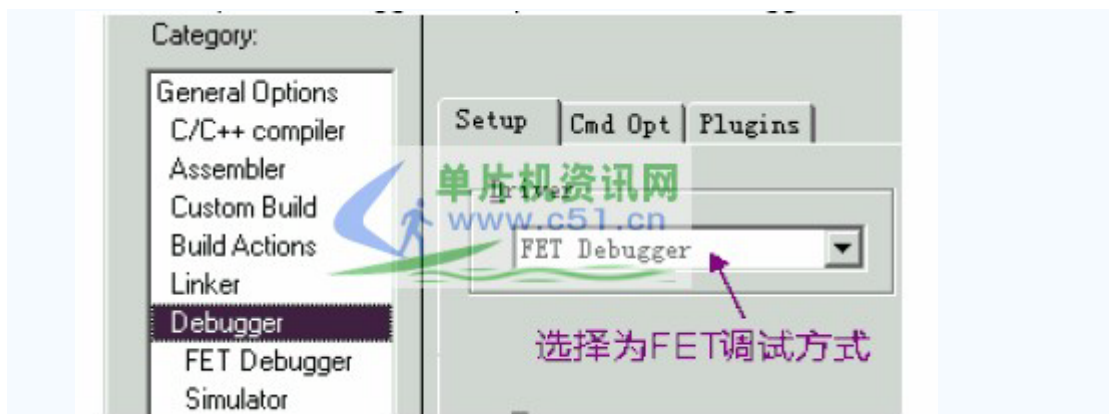 Category:
General Options
C/C++ compiler
Assembler
Custom Build
Build Actions
Linker
Debugger
FET Debugger
Simulator
Setup Cmd Opt Plugins
Driver
单片机资讯网
www.c51.cn
FET Debugger
选择为FET调试方式